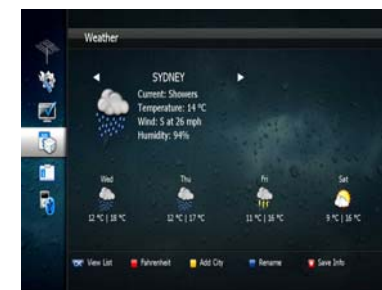 Weather
SYDNEY
Current: Showers
Temperature: 14 °C
Wind: S at 26 mph
Humidity: 94%
Wed Thu Fri Sat
12 °C | 18 °C 12 °C | 17 °C 11 °C | 16 °C 9 °C | 16 °C
View List Fahrenheit Add City Rename Save Info